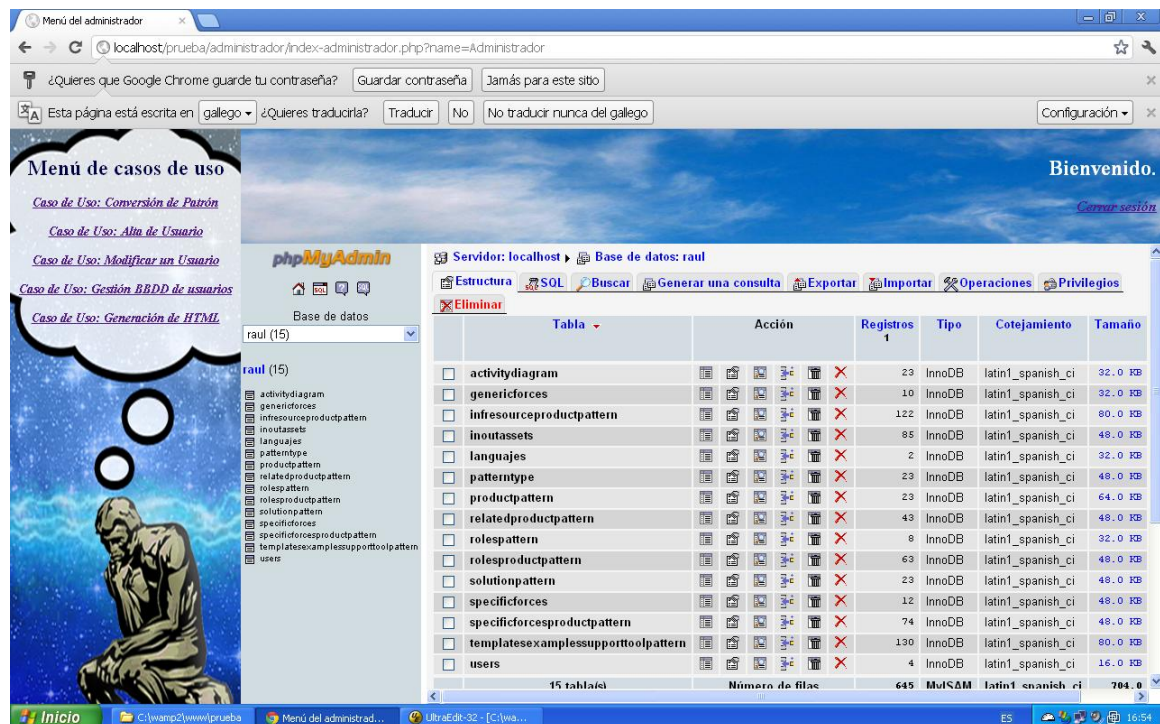 Menú del administrador
localhost/prueba/administrador/index-administrador.php?name=Administrador
¿Quieres que Google Chrome guarde tu contraseña? Guardar contraseña Jamás para este sitio
Esta página está escrita en gallego ¿Quieres traducirla? Traducir No No traducir nunca del gallego Configuración
Menú de casos de uso
Caso de Uso: Conversión de Patrón
Caso de Uso: Alta de Usuario
Caso de Uso: Modificar un Usuario
Caso de Uso: Gestión BBDD de usuarios
Caso de Uso: Generación de HTML
Bienvenido.
Cerrar sesión
phpMyAdmin
Base de datos
raul (15)
raul (15)
activitydiagram
genericforces
infresourceproductpattern
inoutassets
languajes
patterntype
productpattern
relatedproductpattern
rolespattern
rolesproductpattern
solutionpattern
specificforces
specificforcesproductpattern
templatesexamplessupporttoolpattern
users
Servidor: localhost Base de datos: raul
Estructura SQL Buscar Generar una consulta Exportar Importar Operaciones Privilegios
Eliminar
Tabla Acción Registros 1 Tipo Cotejamiento Tamaño
activitydiagram 23 InnoDB latin1_spanish_ci 32.0 KB
genericforces 10 InnoDB latin1_spanish_ci 32.0 KB
infresourceproductpattern 122 InnoDB latin1_spanish_ci 80.0 KB
inoutassets 85 InnoDB latin1_spanish_ci 48.0 KB
languajes 2 InnoDB latin1_spanish_ci 32.0 KB
patterntype 23 InnoDB latin1_spanish_ci 48.0 KB
productpattern 23 InnoDB latin1_spanish_ci 64.0 KB
relatedproductpattern 43 InnoDB latin1_spanish_ci 48.0 KB
rolespattern 8 InnoDB latin1_spanish_ci 32.0 KB
rolesproductpattern 63 InnoDB latin1_spanish_ci 48.0 KB
solutionpattern 23 InnoDB latin1_spanish_ci 48.0 KB
specificforces 12 InnoDB latin1_spanish_ci 48.0 KB
specificforcesproductpattern 74 InnoDB latin1_spanish_ci 48.0 KB
templatesexamplessupporttoolpattern 130 InnoDB latin1_spanish_ci 80.0 KB
users 4 InnoDB latin1_spanish_ci 16.0 KB
15 tabla(s) Número de filas 645 MyISAM latin1_spanish_ci 704.0
Inicio C:\wamp2\www\prueba Menú del administrad... UltraEdit-32 - [C:\wa... ES 16:54